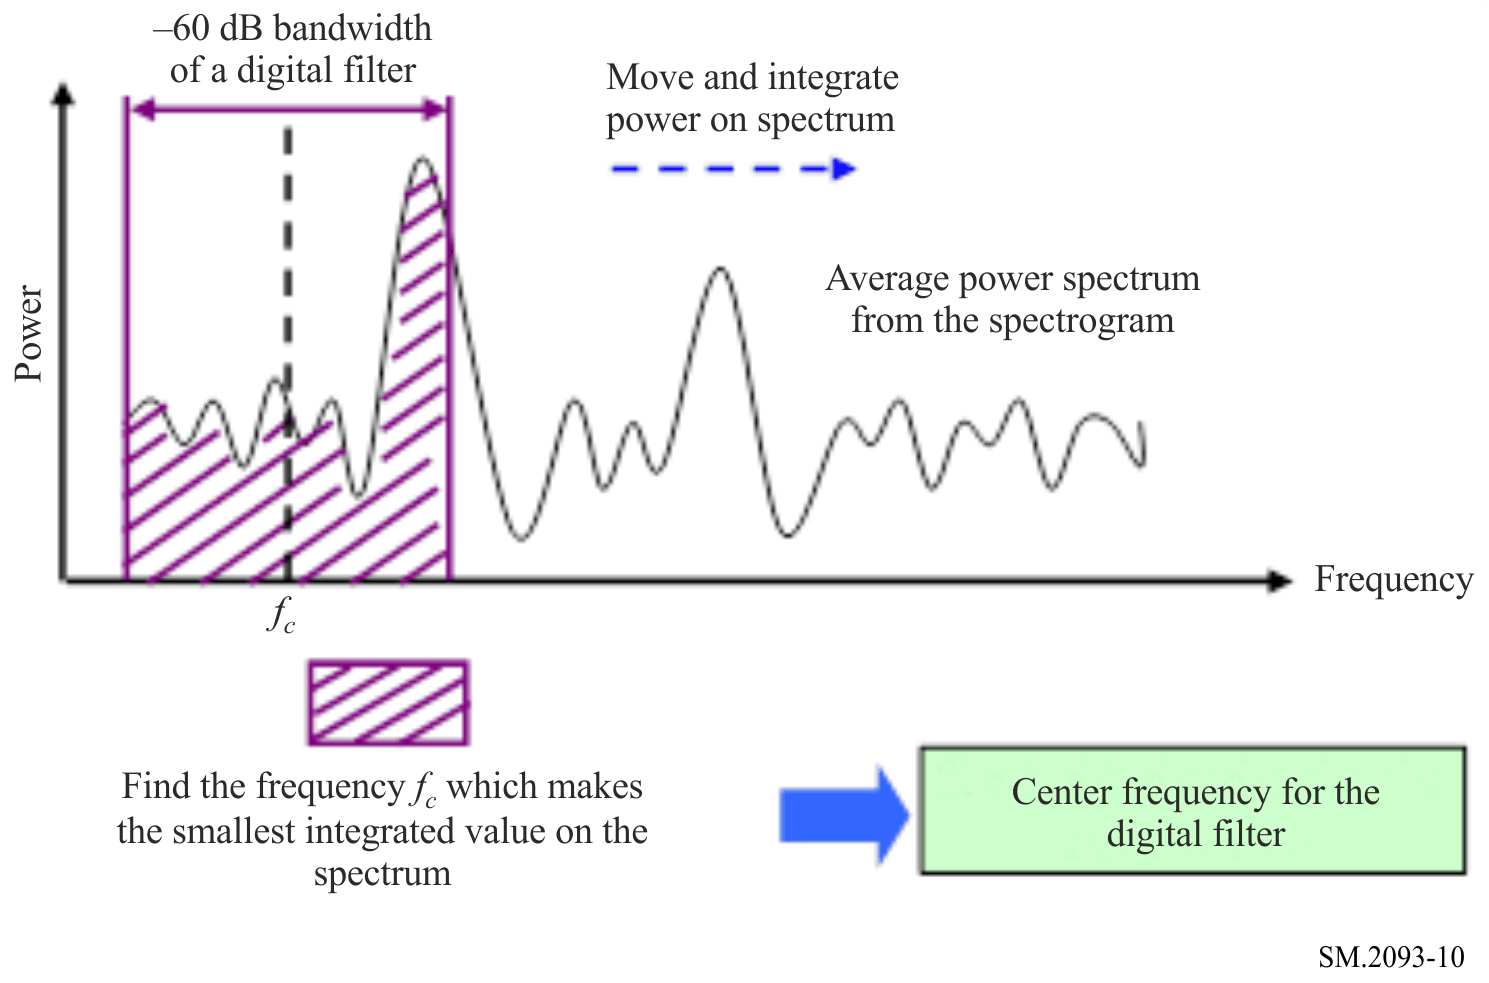 –60 dB bandwidth
of a digital filter
Move and integrate
power on spectrum
Average power spectrum
from the spectrogram
Power
Frequency
fc
Find the frequency fc which makes
the smallest integrated value on the
spectrum
Center frequency for the
digital filter
SM.2093-10